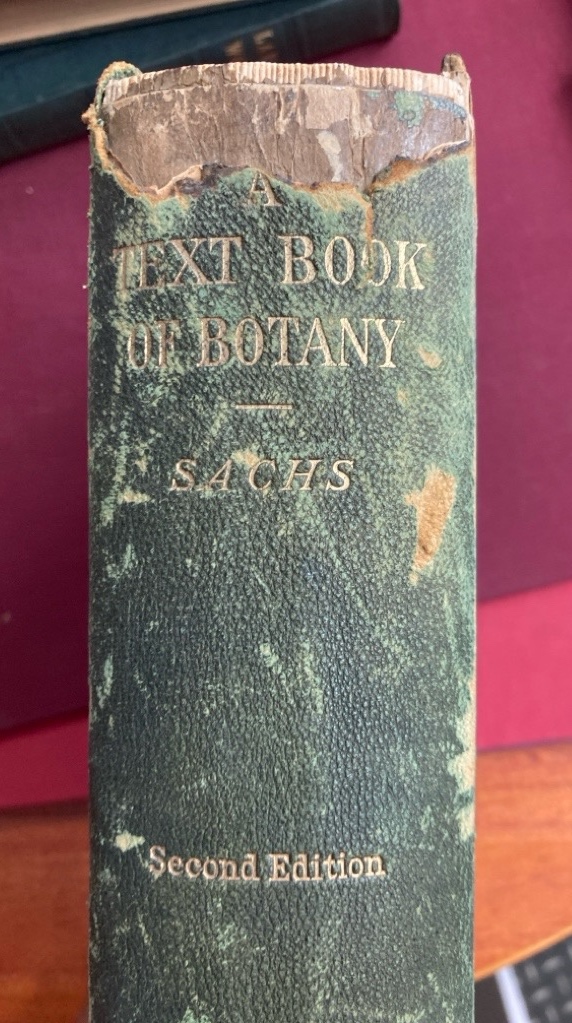 A
TEXT BOOK
OF BOTANY
SACHS
Second Edition